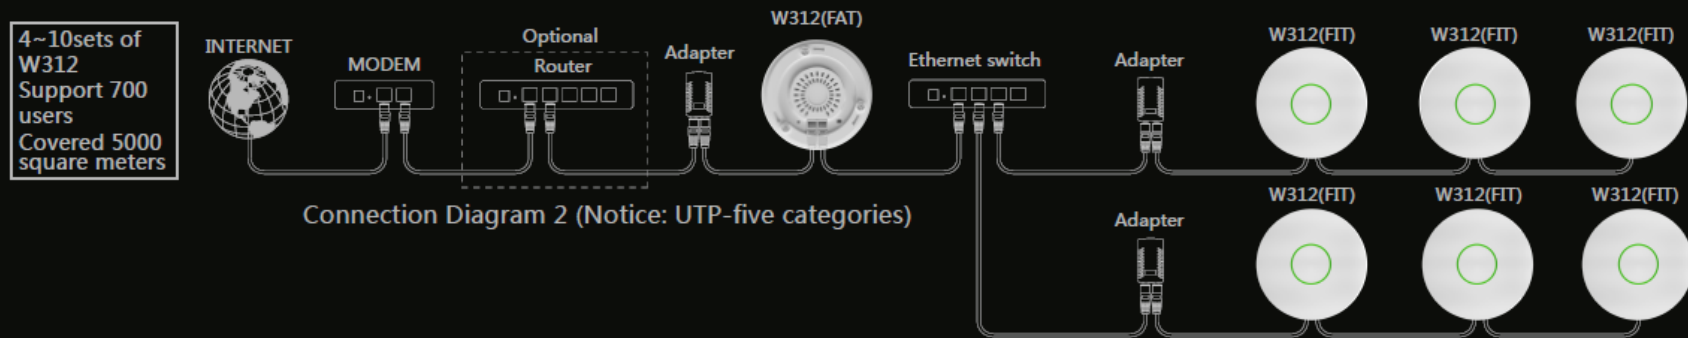 4~10sets of
W312
Support 700
users
Covered 5000
square meters
INTERNET
MODEM
Optional
Router
Adapter
W312(FAT)
Ethernet switch
Adapter
W312(FIT)
W312(FIT)
W312(FIT)
Connection Diagram 2 (Notice: UTP-five categories)
Adapter
W312(FIT)
W312(FIT)
W312(FIT)